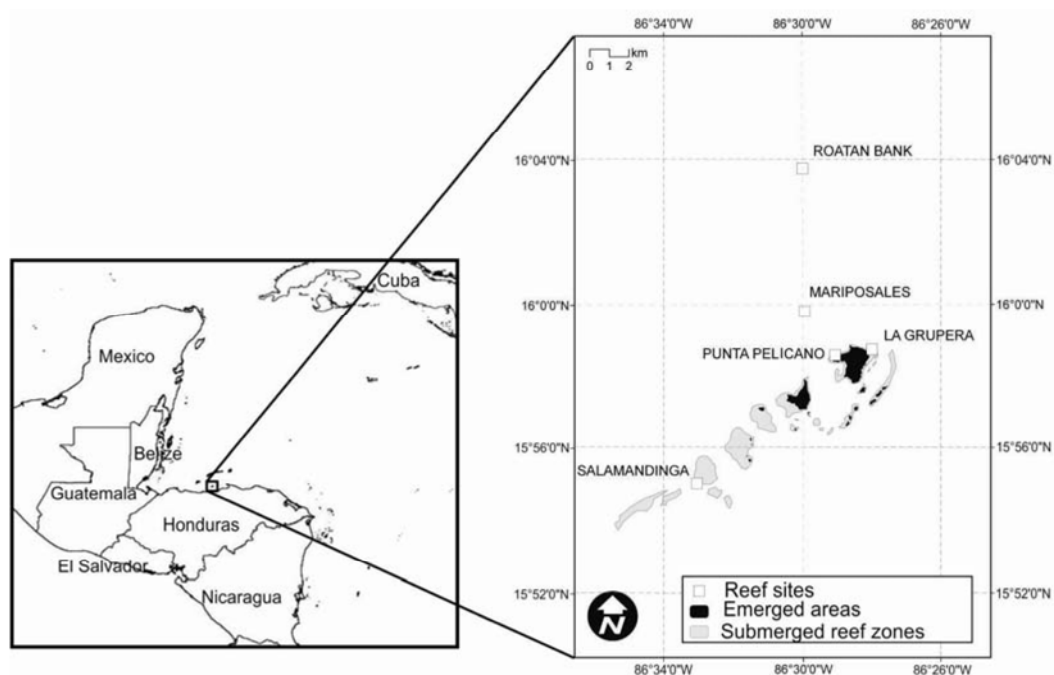 86°34'0"W 86°30'0"W 86°26'0"W
km
0 1 2
ROATAN BANK
16°04'0"N 16°04'0"N
MARIPOSALES
16°0'0"N 16°0'0"N
LA GRUPERA
PUNTA PELICANO
15°56'0"N 15°56'0"N
SALAMANDINGA
15°52'0"N 15°52'0"N
N
Reef sites
Emerged areas
Submerged reef zones
86°34'0"W 86°30'0"W 86°26'0"W
Cuba
Mexico
Belize
Guatemala
Honduras
El Salvador
Nicaragua